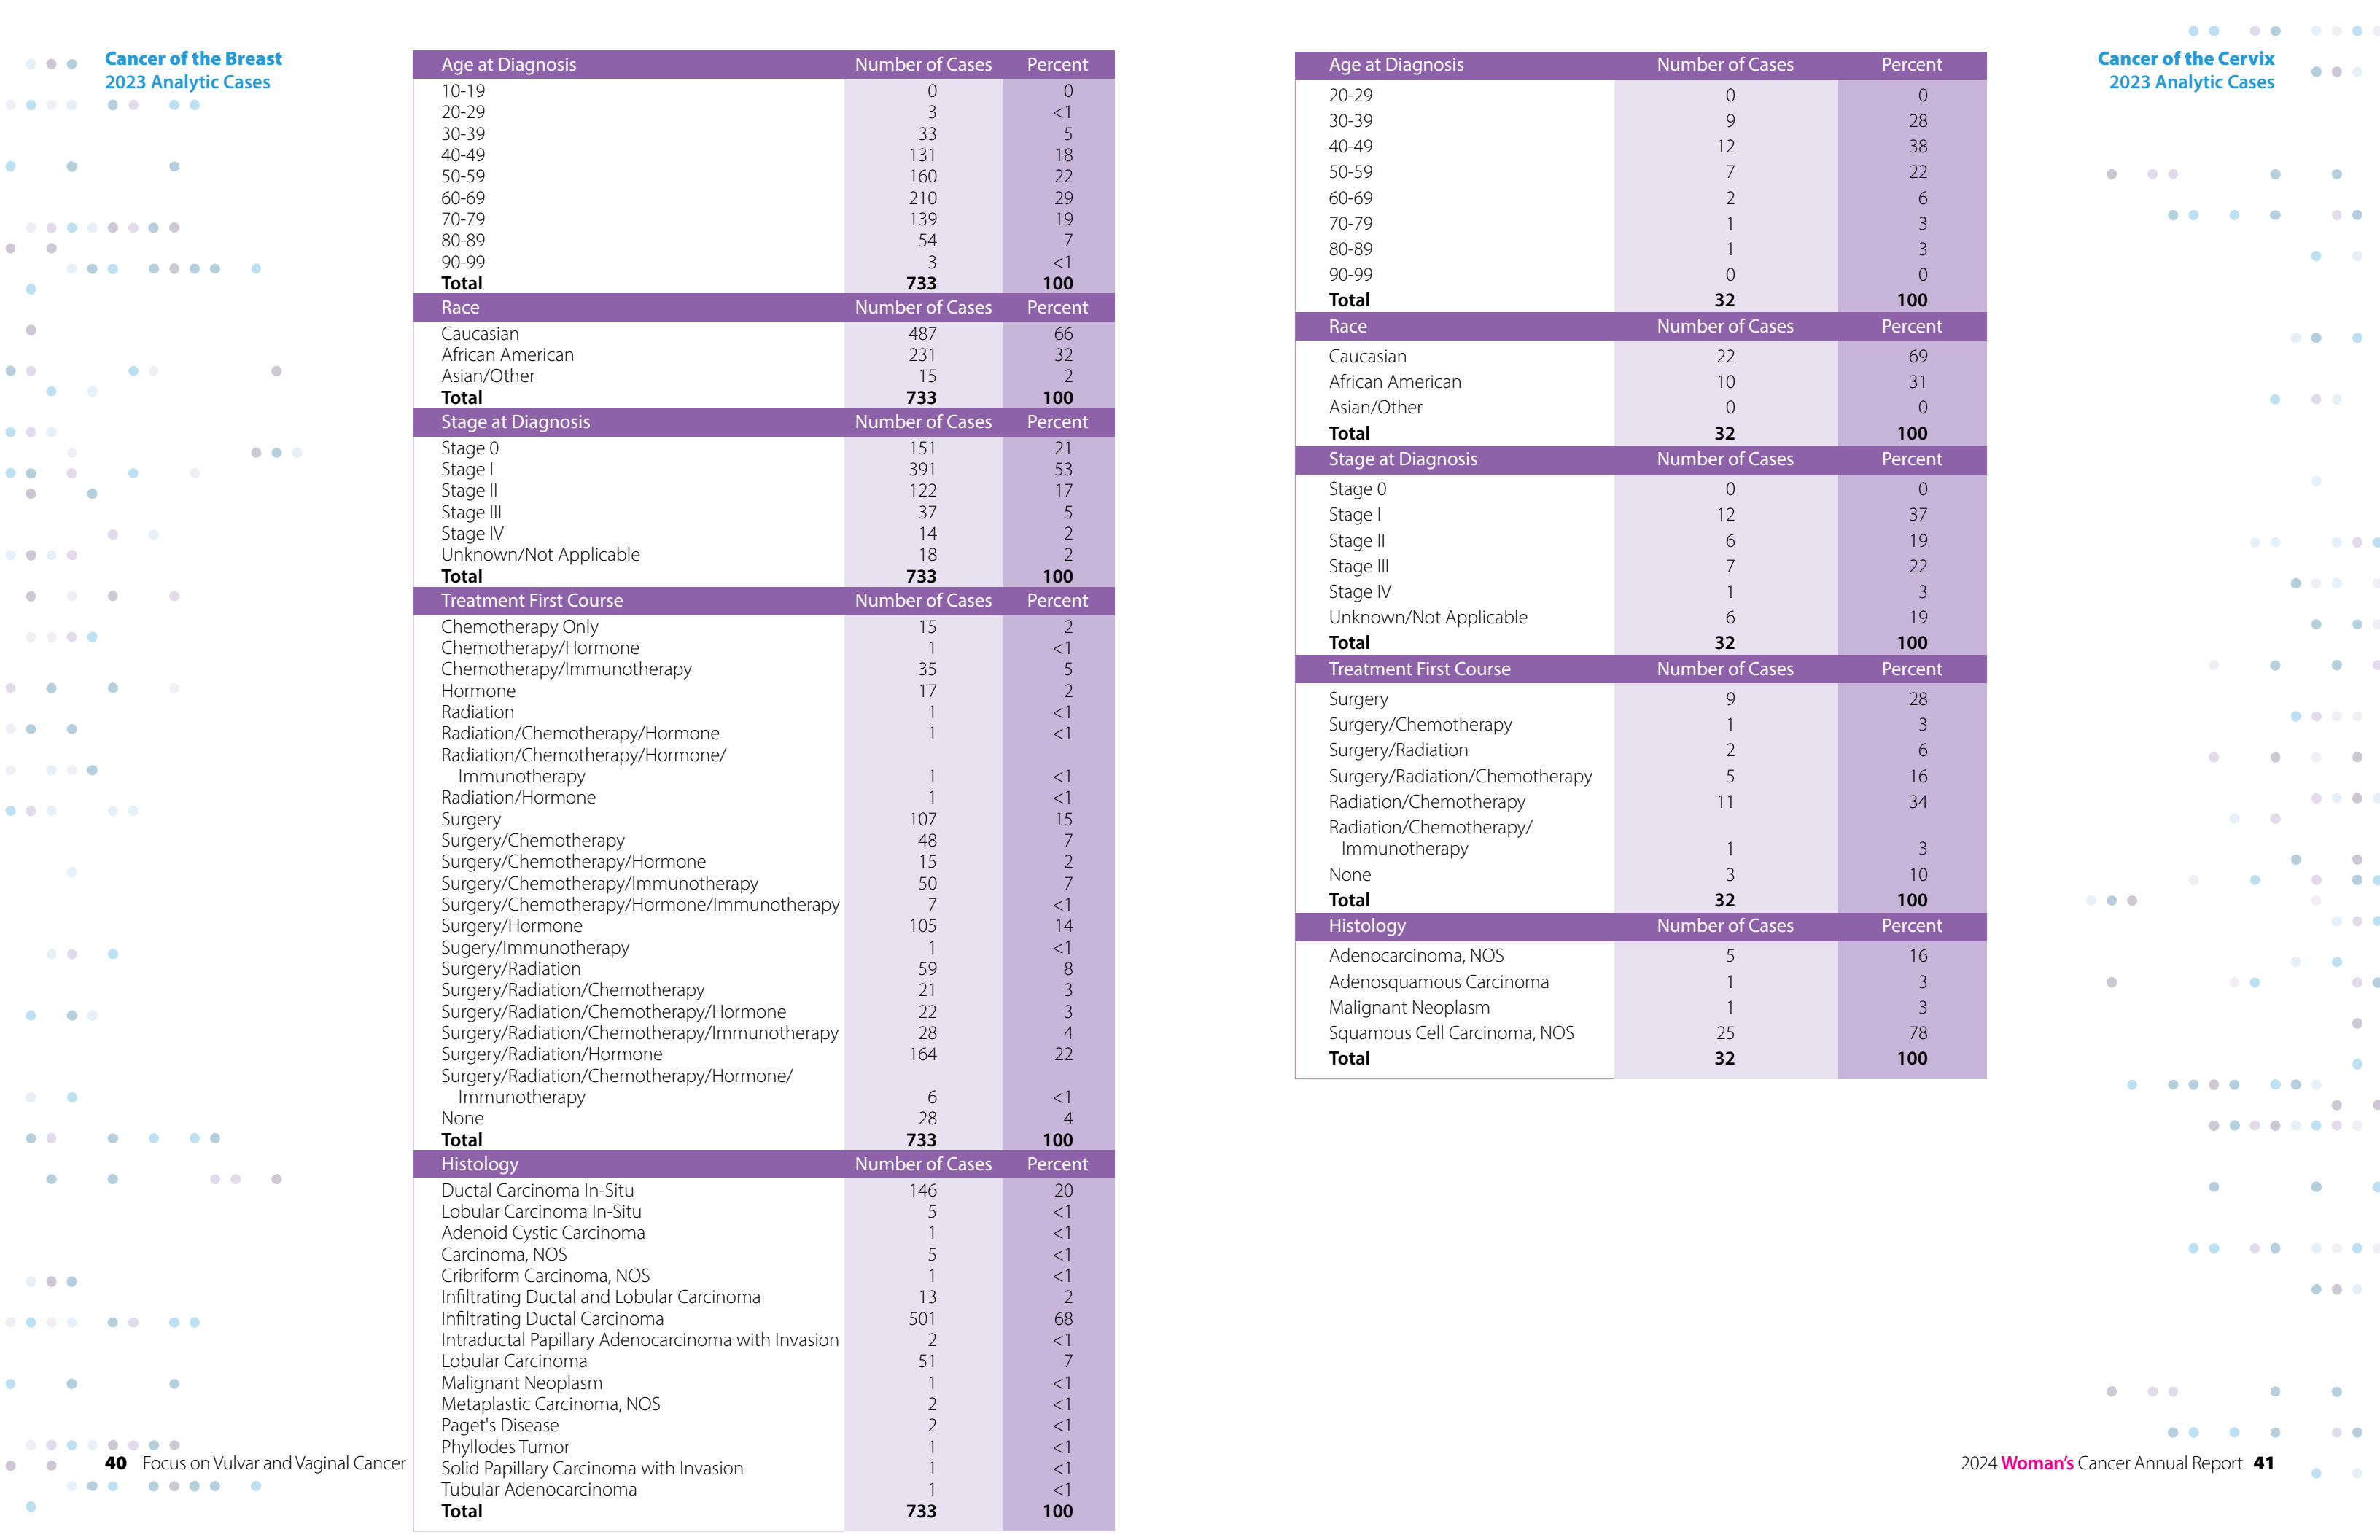 Cancer of the Breast
2023 Analytic Cases
Age at Diagnosis Number of Cases Percent
10-19 0 0
20-29 3 <1
30-39 33 5
40-49 131 18
50-59 160 22
60-69 210 29
70-79 139 19
80-89 54 7
90-99 3 <1
Total 733 100
Race Number of Cases Percent
Caucasian 487 66
African American 231 32
Asian/Other 15 2
Total 733 100
Stage at Diagnosis Number of Cases Percent
Stage 0 151 21
Stage I 391 53
Stage II 122 17
Stage III 37 5
Stage IV 14 2
Unknown/Not Applicable 18 2
Total 733 100
Treatment First Course Number of Cases Percent
Chemotherapy Only 15 2
Chemotherapy/Hormone 1 <1
Chemotherapy/Immunotherapy 35 5
Hormone 17 2
Radiation 1 <1
Radiation/Chemotherapy/Hormone 1 <1
Radiation/Chemotherapy/Hormone/
Immunotherapy 1 <1
Radiation/Hormone 1 <1
Surgery 107 15
Surgery/Chemotherapy 48 7
Surgery/Chemotherapy/Hormone 15 2
Surgery/Chemotherapy/Immunotherapy 50 7
Surgery/Chemotherapy/Hormone/Immunotherapy 7 <1
Surgery/Hormone 105 14
Sugery/Immunotherapy 1 <1
Surgery/Radiation 59 8
Surgery/Radiation/Chemotherapy 21 3
Surgery/Radiation/Chemotherapy/Hormone 22 3
Surgery/Radiation/Chemotherapy/Immunotherapy 28 4
Surgery/Radiation/Hormone 164 22
Surgery/Radiation/Chemotherapy/Hormone/
Immunotherapy 6 <1
None 28 4
Total 733 100
Histology Number of Cases Percent
Ductal Carcinoma In-Situ 146 20
Lobular Carcinoma In-Situ 5 <1
Adenoid Cystic Carcinoma 1 <1
Carcinoma, NOS 5 <1
Cribriform Carcinoma, NOS 1 <1
Infiltrating Ductal and Lobular Carcinoma 13 2
Infiltrating Ductal Carcinoma 501 68
Intraductal Papillary Adenocarcinoma with Invasion 2 <1
Lobular Carcinoma 51 7
Malignant Neoplasm 1 <1
Metaplastic Carcinoma, NOS 2 <1
Paget's Disease 2 <1
Phyllodes Tumor 1 <1
Solid Papillary Carcinoma with Invasion 1 <1
Tubular Adenocarcinoma 1 <1
Total 733 100
40 Focus on Vulvar and Vaginal Cancer
Cancer of the Cervix
2023 Analytic Cases
Age at Diagnosis Number of Cases Percent
20-29 0 0
30-39 9 28
40-49 12 38
50-59 7 22
60-69 2 6
70-79 1 3
80-89 1 3
90-99 0 0
Total 32 100
Race Number of Cases Percent
Caucasian 22 69
African American 10 31
Asian/Other 0 0
Total 32 100
Stage at Diagnosis Number of Cases Percent
Stage 0 0 0
Stage I 12 37
Stage II 6 19
Stage III 7 22
Stage IV 1 3
Unknown/Not Applicable 6 19
Total 32 100
Treatment First Course Number of Cases Percent
Surgery 9 28
Surgery/Chemotherapy 1 3
Surgery/Radiation 2 6
Surgery/Radiation/Chemotherapy 5 16
Radiation/Chemotherapy 11 34
Radiation/Chemotherapy/
Immunotherapy 1 3
None 3 10
Total 32 100
Histology Number of Cases Percent
Adenocarcinoma, NOS 5 16
Adenosquamous Carcinoma 1 3
Malignant Neoplasm 1 3
Squamous Cell Carcinoma, NOS 25 78
Total 32 100
2024 Woman's Cancer Annual Report 41